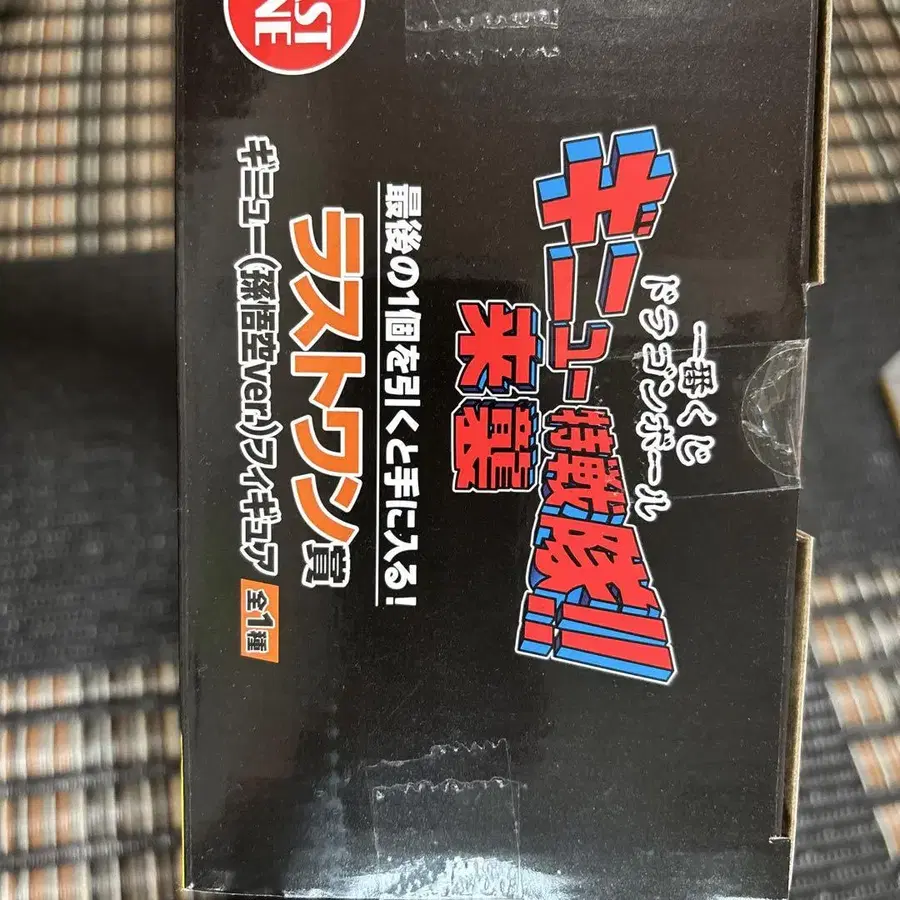 一番くじ
ドラゴンボール
ギニュー特戦隊!!
来襲
最後の1個を引くと手に入る!
ラストワン賞
ギニュー(孫悟空ver.)フィギュア 全1種